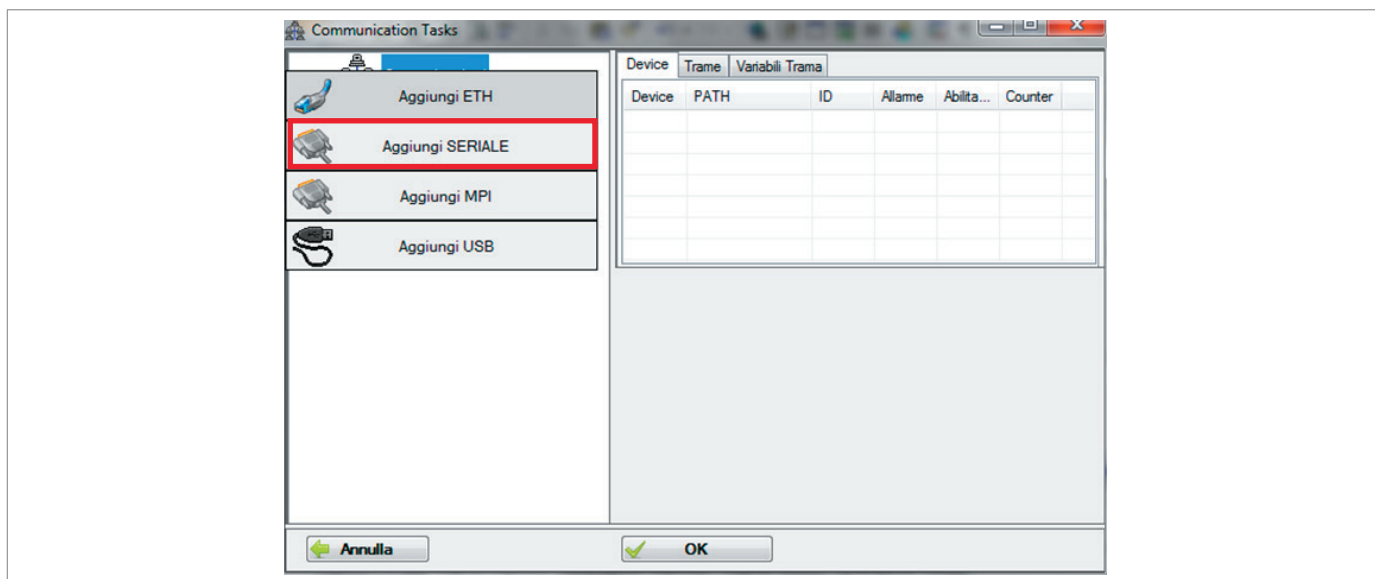 Communication Tasks
Aggiungi ETH
Aggiungi SERIALE
Aggiungi MPI
Aggiungi USB
Device Trame Variabili Trama
Device PATH ID Allarme Abilita... Counter
Annulla OK